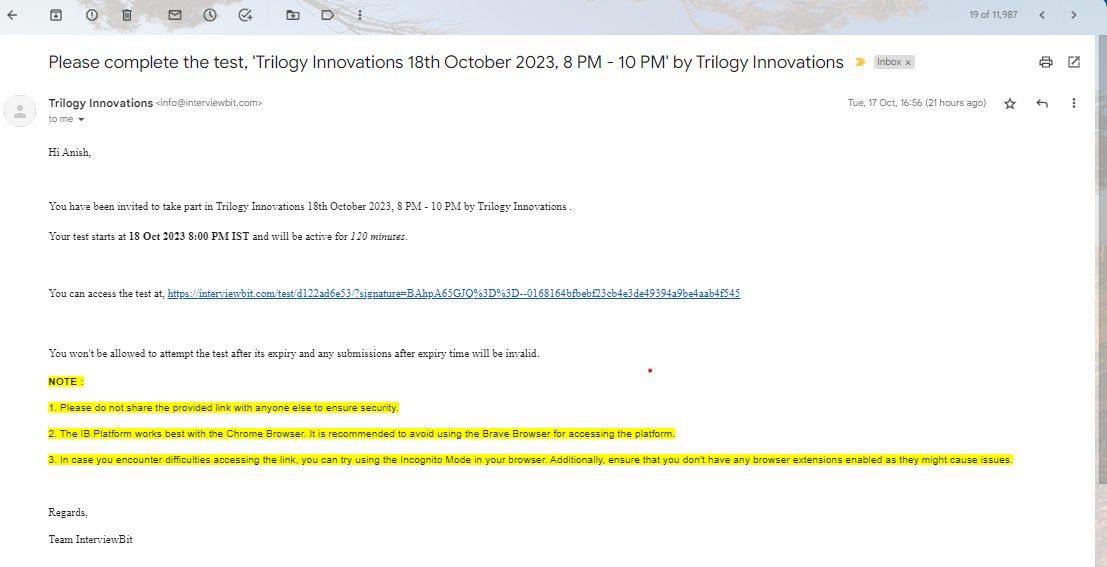 19 of 11,987
Please complete the test, 'Trilogy Innovations 18th October 2023, 8 PM - 10 PM' by Trilogy Innovations Inbox x
Trilogy Innovations <info@interviewbit.com> Tue, 17 Oct, 16:56 (21 hours ago)
to me
Hi Anish,
You have been invited to take part in Trilogy Innovations 18th October 2023, 8 PM - 10 PM by Trilogy Innovations .
Your test starts at 18 Oct 2023 8:00 PM IST and will be active for 120 minutes.
You can access the test at, https://interviewbit.com/test/d122ad6e53/?signature=BAhpA65GJQ%3D%3D--0168164bfbebf23cb4e3de49394a9be4aab4f545
You won't be allowed to attempt the test after its expiry and any submissions after expiry time will be invalid.
NOTE :
1. Please do not share the provided link with anyone else to ensure security.
2. The IB Platform works best with the Chrome Browser. It is recommended to avoid using the Brave Browser for accessing the platform.
3. In case you encounter difficulties accessing the link, you can try using the Incognito Mode in your browser. Additionally, ensure that you don't have any browser extensions enabled as they might cause issues.
Regards,
Team InterviewBit